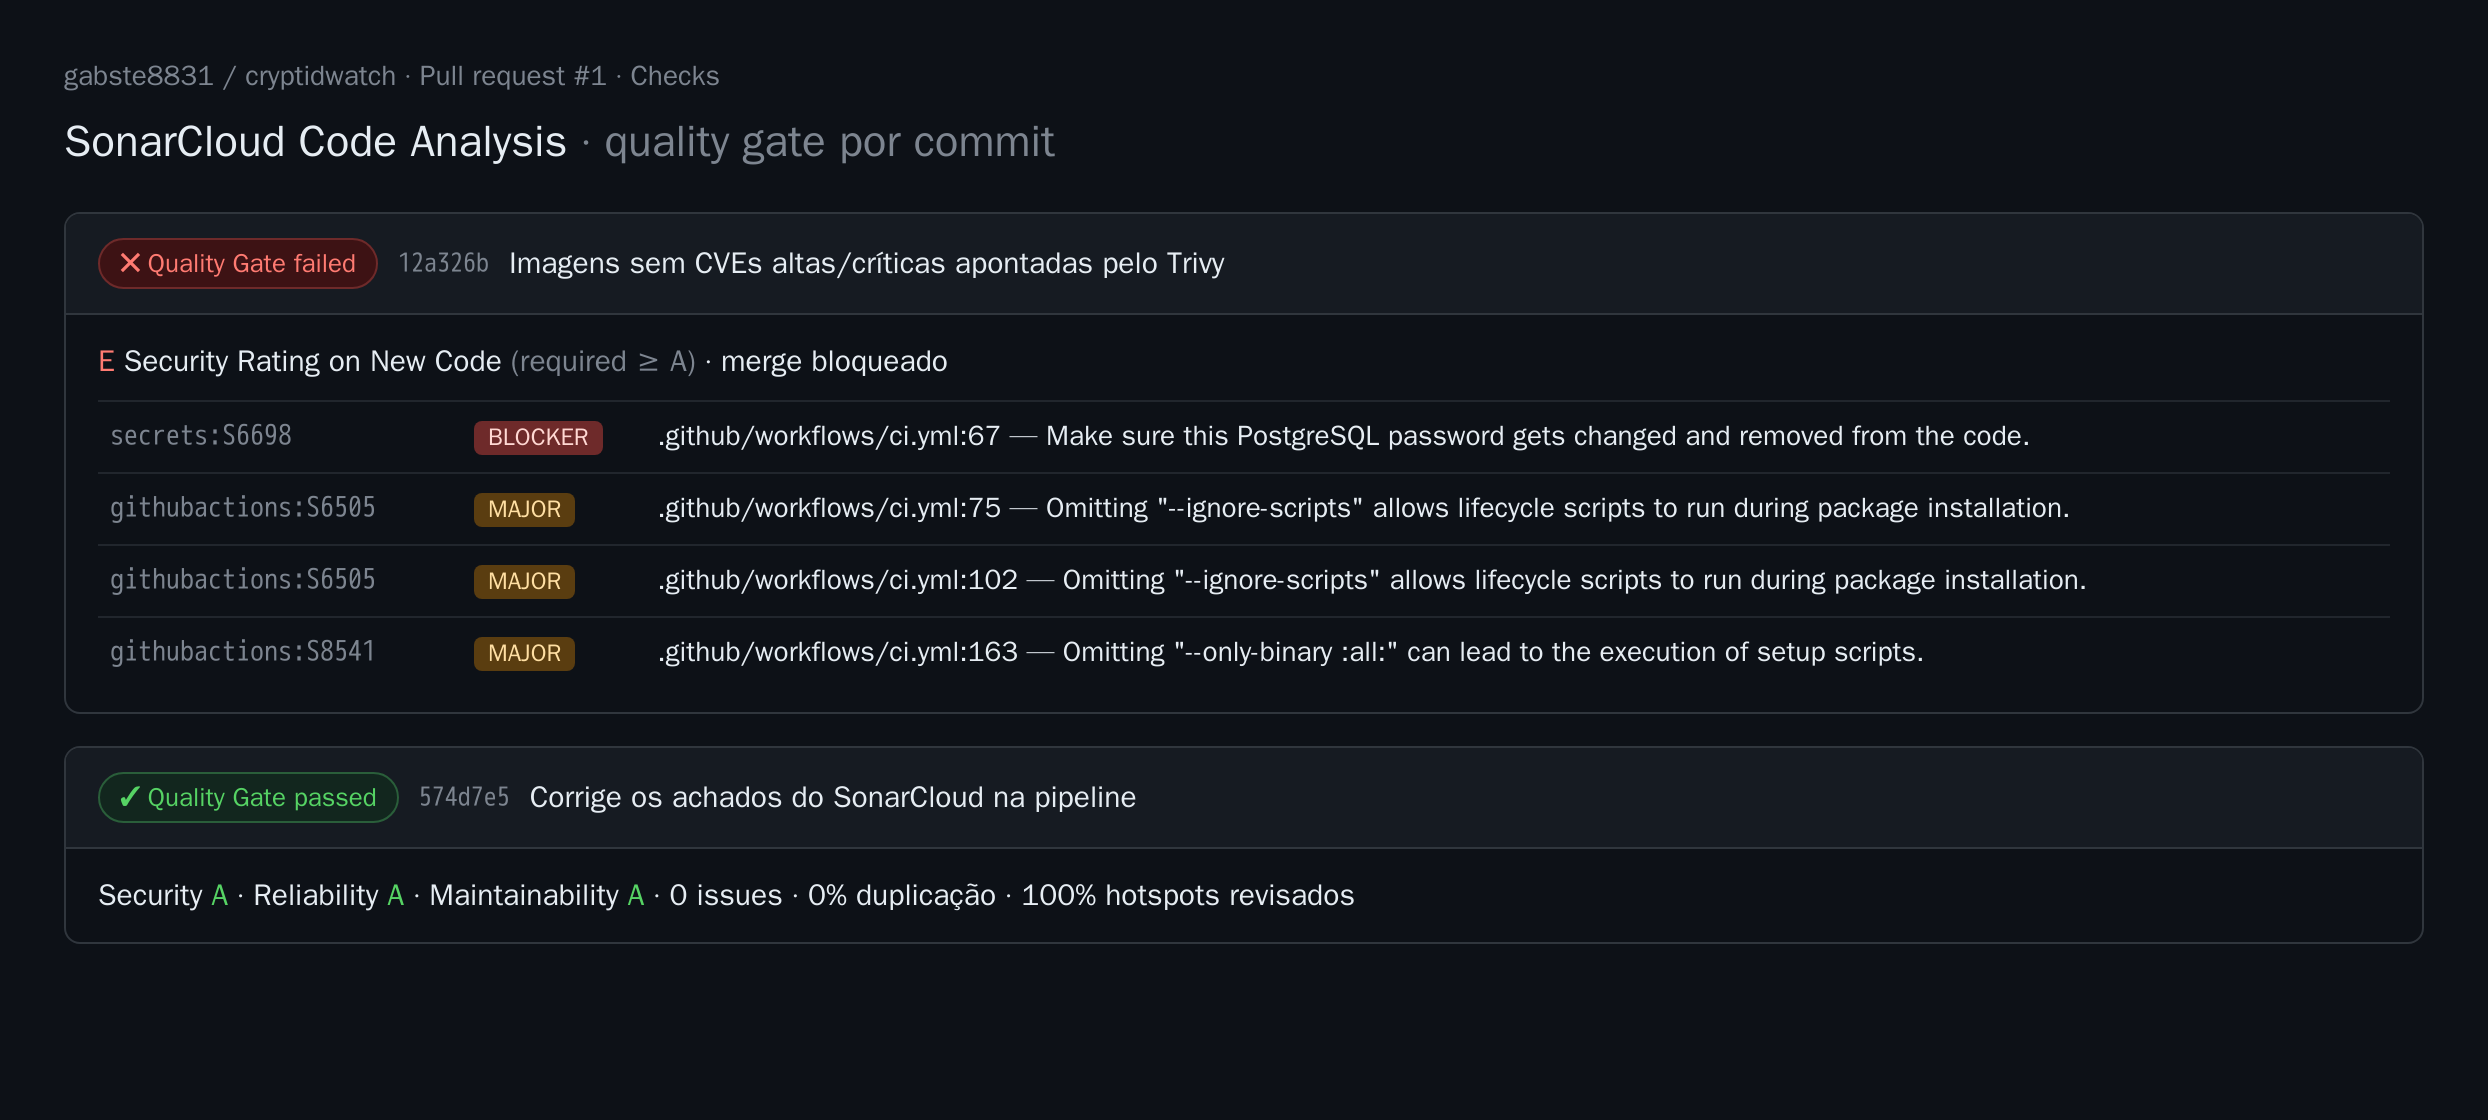 gabste8831 / cryptidwatch · Pull request #1 · Checks
SonarCloud Code Analysis · quality gate por commit
✕ Quality Gate failed 12a326b Imagens sem CVEs altas/críticas apontadas pelo Trivy
E Security Rating on New Code (required ≥ A) · merge bloqueado
secrets:S6698 BLOCKER .github/workflows/ci.yml:67 — Make sure this PostgreSQL password gets changed and removed from the code.
githubactions:S6505 MAJOR .github/workflows/ci.yml:75 — Omitting "--ignore-scripts" allows lifecycle scripts to run during package installation.
githubactions:S6505 MAJOR .github/workflows/ci.yml:102 — Omitting "--ignore-scripts" allows lifecycle scripts to run during package installation.
githubactions:S8541 MAJOR .github/workflows/ci.yml:163 — Omitting "--only-binary :all:" can lead to the execution of setup scripts.
✓ Quality Gate passed 574d7e5 Corrige os achados do SonarCloud na pipeline
Security A · Reliability A · Maintainability A · 0 issues · 0% duplicação · 100% hotspots revisados